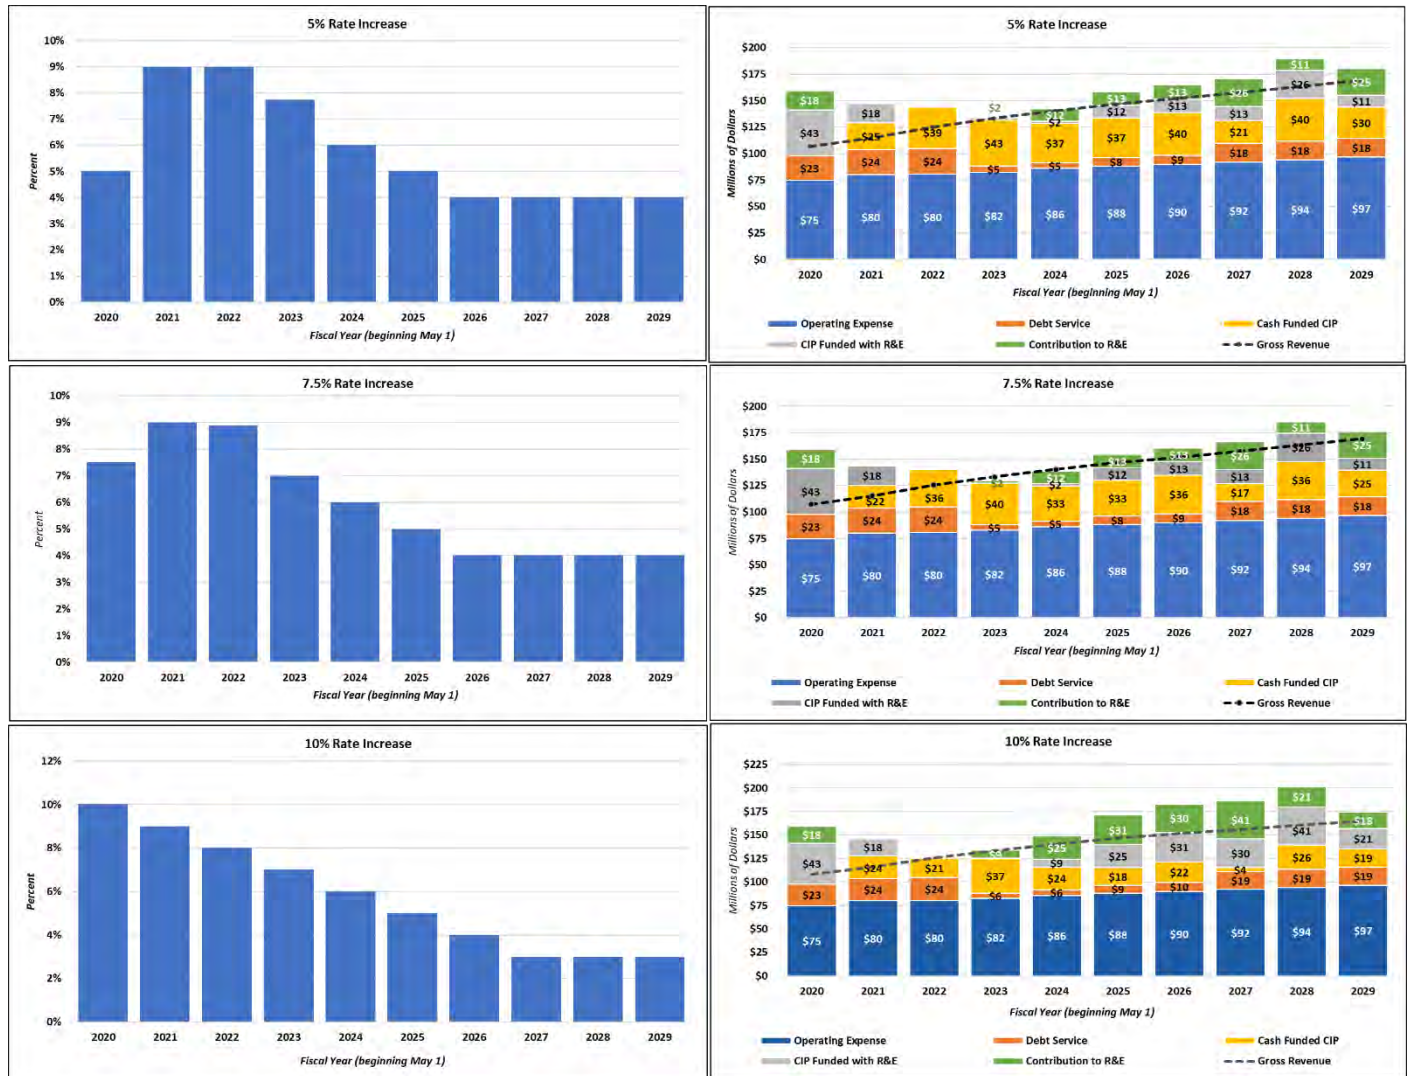 5% Rate Increase
10%
9%
8%
7%
6%
5%
4%
3%
2%
1%
0%
Percent
2020 2021 2022 2023 2024 2025 2026 2027 2028 2029
Fiscal Year (beginning May 1)
5% Rate Increase
$200
$175
$150
$125
$100
$75
$50
$25
$0
Millions of Dollars
$18 $43 $23 $75
$18 $25 $24 $80
$39 $24 $80
$2 $43 $5 $82
$12 $2 $37 $5 $86
$13 $12 $37 $8 $88
$13 $13 $40 $9 $90
$26 $13 $21 $18 $92
$11 $26 $40 $18 $94
$25 $11 $30 $18 $97
2020 2021 2022 2023 2024 2025 2026 2027 2028 2029
Fiscal Year (beginning May 1)
Operating Expense Debt Service Cash Funded CIP
CIP Funded with R&E Contribution to R&E Gross Revenue
7.5% Rate Increase
10%
9%
8%
7%
6%
5%
4%
3%
2%
1%
0%
Percent
2020 2021 2022 2023 2024 2025 2026 2027 2028 2029
Fiscal Year (beginning May 1)
7.5% Rate Increase
$200
$175
$150
$125
$100
$75
$50
$25
$0
Millions of Dollars
$18 $43 $23 $75
$18 $22 $24 $80
$36 $24 $80
$2 $40 $5 $82
$12 $2 $33 $5 $86
$13 $12 $33 $8 $88
$13 $13 $36 $9 $90
$26 $13 $17 $18 $92
$11 $26 $36 $18 $94
$25 $11 $25 $18 $97
2020 2021 2022 2023 2024 2025 2026 2027 2028 2029
Fiscal Year (beginning May 1)
Operating Expense Debt Service Cash Funded CIP
CIP Funded with R&E Contribution to R&E Gross Revenue
10% Rate Increase
12%
10%
8%
6%
4%
2%
0%
Percent
2020 2021 2022 2023 2024 2025 2026 2027 2028 2029
Fiscal Year (beginning May 1)
10% Rate Increase
$225
$200
$175
$150
$125
$100
$75
$50
$25
$0
Millions of Dollars
$18 $43 $23 $75
$18 $24 $24 $80
$21 $24 $80
$37 $6 $82
$25 $9 $24 $6 $86
$31 $25 $18 $9 $88
$30 $31 $22 $10 $90
$41 $30 $4 $19 $92
$21 $41 $26 $19 $94
$18 $21 $19 $19 $97
2020 2021 2022 2023 2024 2025 2026 2027 2028 2029
Fiscal Year (beginning May 1)
Operating Expense Debt Service Cash Funded CIP
CIP Funded with R&E Contribution to R&E Gross Revenue